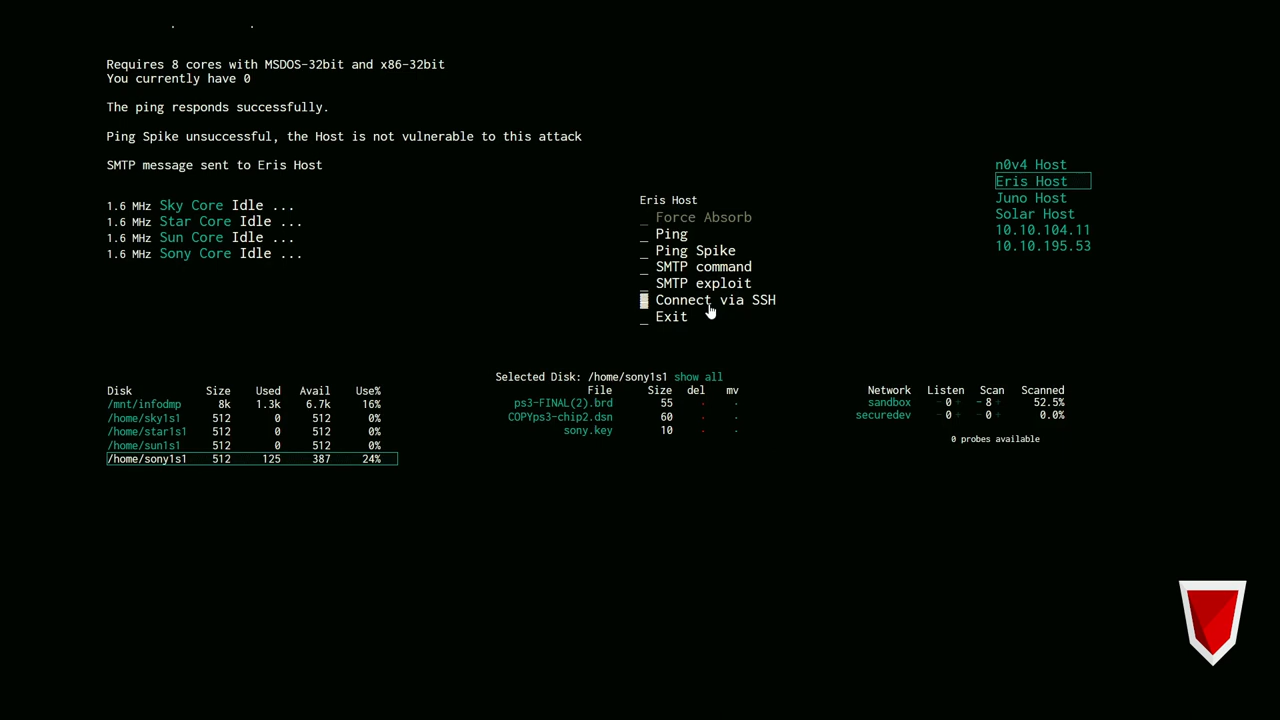 Requires 8 cores with MSDOS-32bit and x86-32bit
You currently have 0
The ping responds successfully.
Ping Spike unsuccessful, the Host is not vulnerable to this attack
SMTP message sent to Eris Host
1.6 MHz Sky Core Idle ...
1.6 MHz Star Core Idle ...
1.6 MHz Sun Core Idle ...
1.6 MHz Sony Core Idle ...
Eris Host
_ Force Absorb
_ Ping
_ Ping Spike
_ SMTP command
_ SMTP exploit
▓ Connect via SSH
_ Exit
n0v4 Host
Eris Host
Juno Host
Solar Host
10.10.104.11
10.10.195.53
Disk Size Used Avail Use%
/mnt/infodmp 8k 1.3k 6.7k 16%
/home/sky1s1 512 0 512 0%
/home/star1s1 512 0 512 0%
/home/sun1s1 512 0 512 0%
/home/sony1s1 512 125 387 24%
Selected Disk: /home/sony1s1 show all
File Size del mv
ps3-FINAL(2).brd 55 . .
COPYps3-chip2.dsn 60 . .
sony.key 10 . .
Network Listen Scan Scanned
sandbox -0+ -8+ 52.5%
securedev -0+ -0+ 0.0%
0 probes available